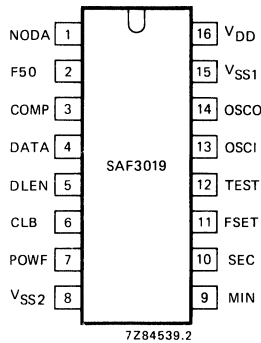 NODA 1 16 VDD
F50 2 15 VSS1
COMP 3 14 OSCO
DATA 4 13 OSCI
SAF3019
DLEN 5 12 TEST
CLB 6 11 FSET
POWF 7 10 SEC
VSS2 8 9 MIN
7Z84539.2